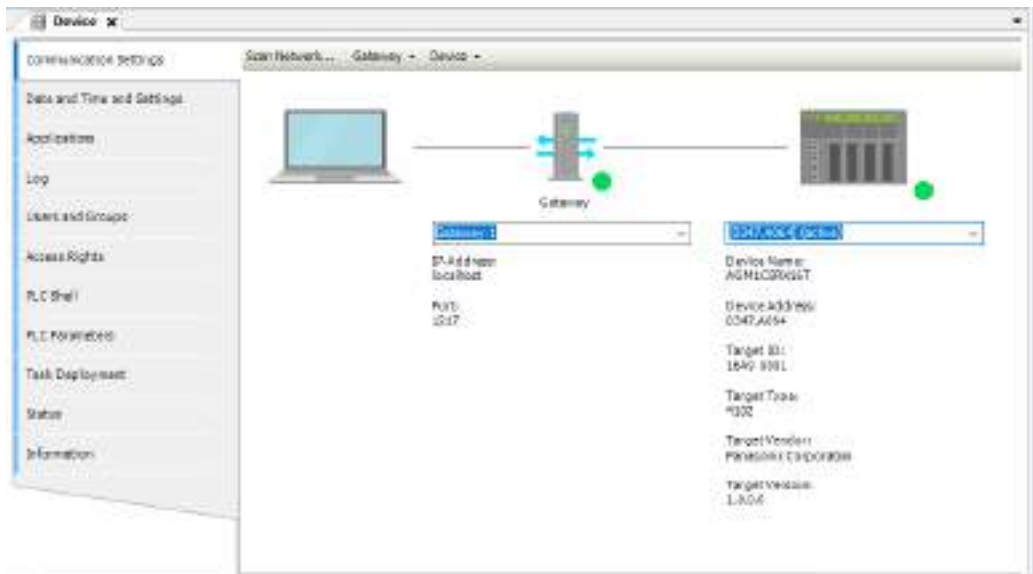 Device
Communication Settings
Scan Network... Gateway Device
Date and Time and Settings
Applications
Log
Users and Groups
Access Rights
PLC Shell
PLC Parameters
Task Deployment
Status
Information
Gateway
Gateway-1
IP-Address:
localhost
Port:
1217
(active)
Device Name:
Device Address:
Target ID:
Target Type:
4102
Target Vendor:
Panasonic Corporation
Target Version: